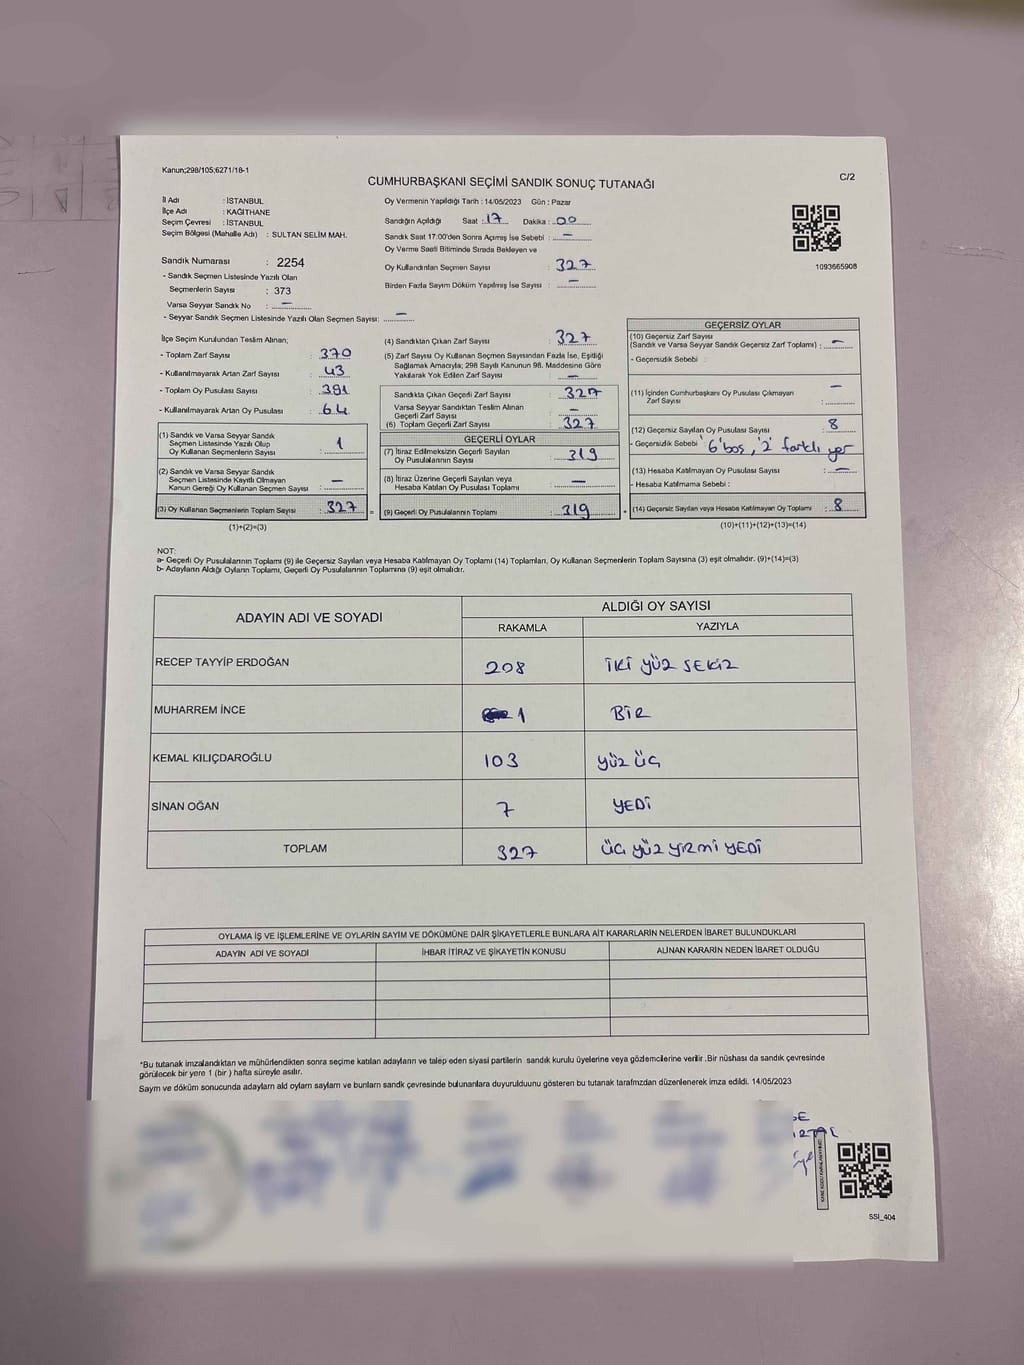 Kanun;298/105;6271/18-1
CUMHURBAŞKANI SEÇİMİ SANDIK SONUÇ TUTANAĞI
C/2
İl Adı : İSTANBUL
İlçe Adı : KAĞITHANE
Seçim Çevresi : İSTANBUL
Seçim Bölgesi (Mahalle Adı) : SULTAN SELİM MAH.
Sandık Numarası : 2254
- Sandık Seçmen Listesinde Yazılı Olan
Seçmenlerin Sayısı : 373
Varsa Seyyar Sandık No : —
- Seyyar Sandık Seçmen Listesinde Yazılı Olan Seçmen Sayısı: —
Oy Vermenin Yapıldığı Tarih : 14/05/2023 Gün : Pazar
Sandığın Açıldığı Saat : 17 Dakika : 00
Sandık Saat 17:00'den Sonra Açımış İse Sebebi : —
Oy Verme Saati Bitiminde Sırada Bekleyen ve
Oy Kullandırılan Seçmen Sayısı : 327
Birden Fazla Sayım Döküm Yapılmış İse Sayısı : —
1093665908
İlçe Seçim Kurulundan Teslim Alınan;
- Toplam Zarf Sayısı : 370
- Kullanılmayarak Artan Zarf Sayısı : 43
- Toplam Oy Pusulası Sayısı : 391
- Kullanılmayarak Artan Oy Pusulası : 64
(1) Sandık ve Varsa Seyyar Sandık
Seçmen Listesinde Yazılı Olup
Oy Kullanan Seçmenlerin Sayısı : 1
(2) Sandık ve Varsa Seyyar Sandık
Seçmen Listesinde Kayıtlı Olmayan
Kanun Gereği Oy Kullanan Seçmen Sayısı : —
(3) Oy Kullanan Seçmenlerin Toplam Sayısı : 327 =
(1)+(2)=(3)
(4) Sandıktan Çıkan Zarf Sayısı : 327
(5) Zarf Sayısı Oy Kullanan Seçmen Sayısından Fazla İse, Eşitliği
Sağlamak Amacıyla; 298 Sayılı Kanunun 98. Maddesine Göre
Yakılarak Yok Edilen Zarf Sayısı : —
Sandıkta Çıkan Geçerli Zarf Sayısı : 327
Varsa Seyyar Sandıktan Teslim Alınan
Geçerli Zarf Sayısı : —
(6) Toplam Geçerli Zarf Sayısı : 327
GEÇERLİ OYLAR
(7) İtiraz Edilmeksizin Geçerli Sayılan
Oy Pusulalarının Sayısı : 319
(8) İtiraz Üzerine Geçerli Sayılan veya
Hesaba Katılan Oy Pusulası Toplamı : —
(9) Geçerli Oy Pusulalarının Toplamı : 319 +
GEÇERSİZ OYLAR
(10) Geçersiz Zarf Sayısı
(Sandık ve Varsa Seyyar Sandık Geçersiz Zarf Toplamı) : —
- Geçersizlik Sebebi :
(11) İçinden Cumhurbaşkanı Oy Pusulası Çıkmayan
Zarf Sayısı : —
(12) Geçersiz Sayılan Oy Pusulası Sayısı : 8
- Geçersizlik Sebebi : '6' boş , '2' farklı yer
(13) Hesaba Katılmayan Oy Pusulası Sayısı : —
- Hesaba Katılmama Sebebi :
(14) Geçersiz Sayılan veya Hesaba Katılmayan Oy Toplamı : 8
(10)+(11)+(12)+(13)=(14)
NOT:
a- Geçerli Oy Pusulalarının Toplamı (9) ile Geçersiz Sayılan veya Hesaba Katılmayan Oy Toplamı (14) Toplamları, Oy Kullanan Seçmenlerin Toplam Sayısına (3) eşit olmalıdır. (9)+(14)=(3)
b- Adayların Aldığı Oyların Toplamı, Geçerli Oy Pusulalarının Toplamına (9) eşit olmalıdır.
ADAYIN ADI VE SOYADI
ALDIĞI OY SAYISI
RAKAMLA YAZIYLA
RECEP TAYYİP ERDOĞAN 208 İKİ YÜZ SEKİZ
MUHARREM İNCE 1 BİR
KEMAL KILIÇDAROĞLU 103 YÜZ ÜÇ
SİNAN OĞAN 7 YEDİ
TOPLAM 327 ÜÇ YÜZ YİRMİ YEDİ
OYLAMA İŞ VE İŞLEMLERİNE VE OYLARIN SAYIM VE DÖKÜMÜNE DAİR ŞİKAYETLERLE BUNLARA AİT KARARLARIN NELERDEN İBARET BULUNDUKLARI
ADAYIN ADI VE SOYADI İHBAR İTİRAZ VE ŞİKAYETİN KONUSU ALINAN KARARIN NEDEN İBARET OLDUĞU
*Bu tutanak imzalandıktan ve mühürlendikten sonra seçime katılan adayların ve talep eden siyasi partilerin sandık kurulu üyelerine veya gözlemcilerine verilir .Bir nüshası da sandık çevresinde
görülecek bir yere 1 (bir ) hafta süreyle asılır.
Sayım ve döküm sonucunda adayların ald oyların sayların ve bunların sandk çevresinde bulunanlara duyurulduunu gösteren bu tutanak tarafmzdan düzenlenerek imza edildi. 14/05/2023
SSİ_404